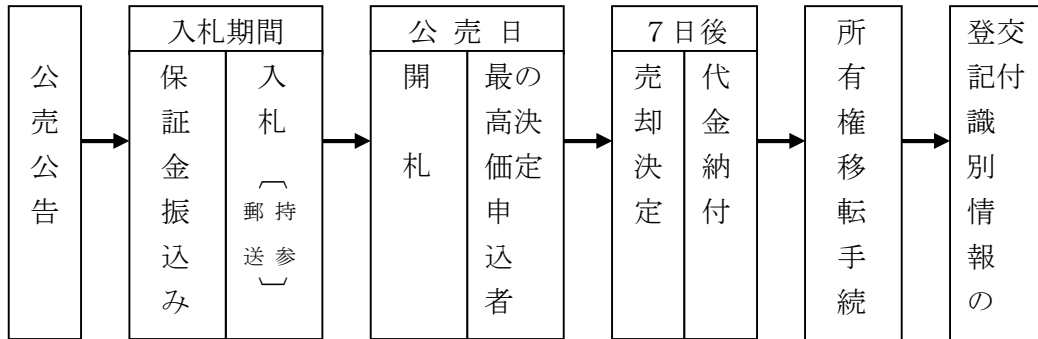 公売公告
入札期間
保証金振込み
入札
(持参
郵送)
公売日
開札
最高価申込者
の決定
7日後
売却決定
代金納付
所有権移転手続
登記識別情報の
交付